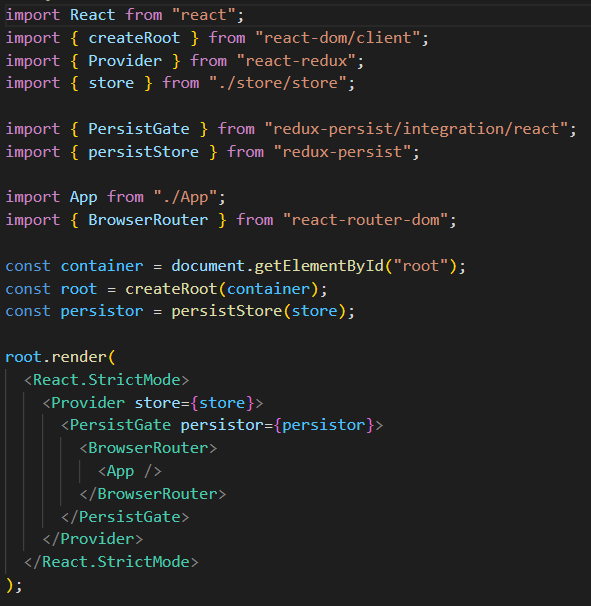 import React from "react";
import { createRoot } from "react-dom/client";
import { Provider } from "react-redux";
import { store } from "./store/store";
import { PersistGate } from "redux-persist/integration/react";
import { persistStore } from "redux-persist";
import App from "./App";
import { BrowserRouter } from "react-router-dom";
const container = document.getElementById("root");
const root = createRoot(container);
const persistor = persistStore(store);
root.render(
<React.StrictMode>
<Provider store={store}>
<PersistGate persistor={persistor}>
<BrowserRouter>
<App />
</BrowserRouter>
</PersistGate>
</Provider>
</React.StrictMode>
);